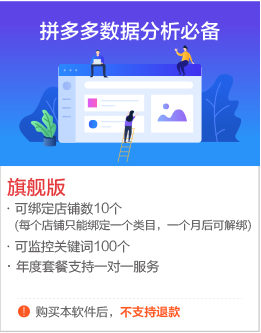 拼多多数据分析必备
旗舰版
· 可绑定店铺数10个
(每个店铺只能绑定一个类目，一个月后可解绑)
· 可监控关键词100个
· 年度套餐支持一对一服务
! 购买本软件后，不支持退款